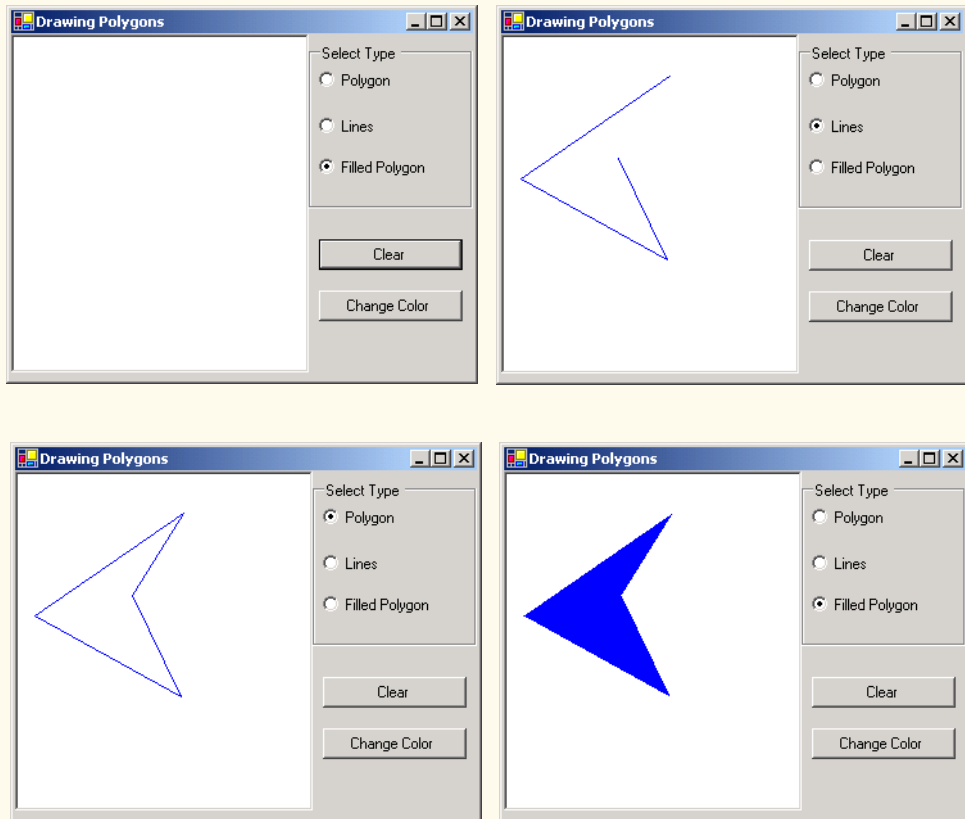 Drawing Polygons
Select Type
Polygon
Lines
Filled Polygon
Clear
Change Color
Drawing Polygons
Select Type
Polygon
Lines
Filled Polygon
Clear
Change Color
Drawing Polygons
Select Type
Polygon
Lines
Filled Polygon
Clear
Change Color
Drawing Polygons
Select Type
Polygon
Lines
Filled Polygon
Clear
Change Color